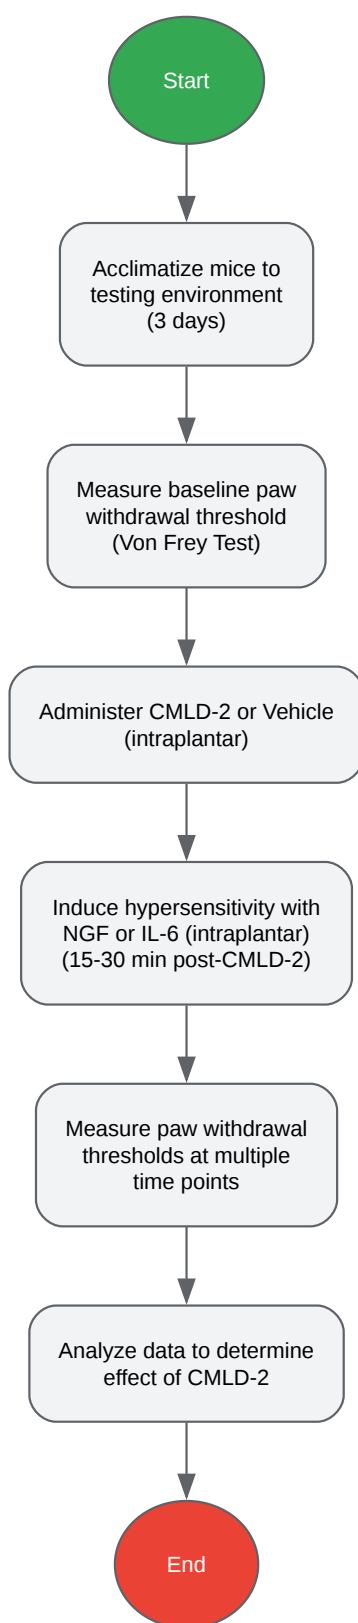 Start
Acclimatize mice to
testing environment
(3 days)
Measure baseline paw
withdrawal threshold
(Von Frey Test)
Administer CMLD-2 or Vehicle
(intraplantar)
Induce hypersensitivity with
NGF or IL-6 (intraplantar)
(15-30 min post-CMLD-2)
Measure paw withdrawal
thresholds at multiple
time points
Analyze data to determine
effect of CMLD-2
End